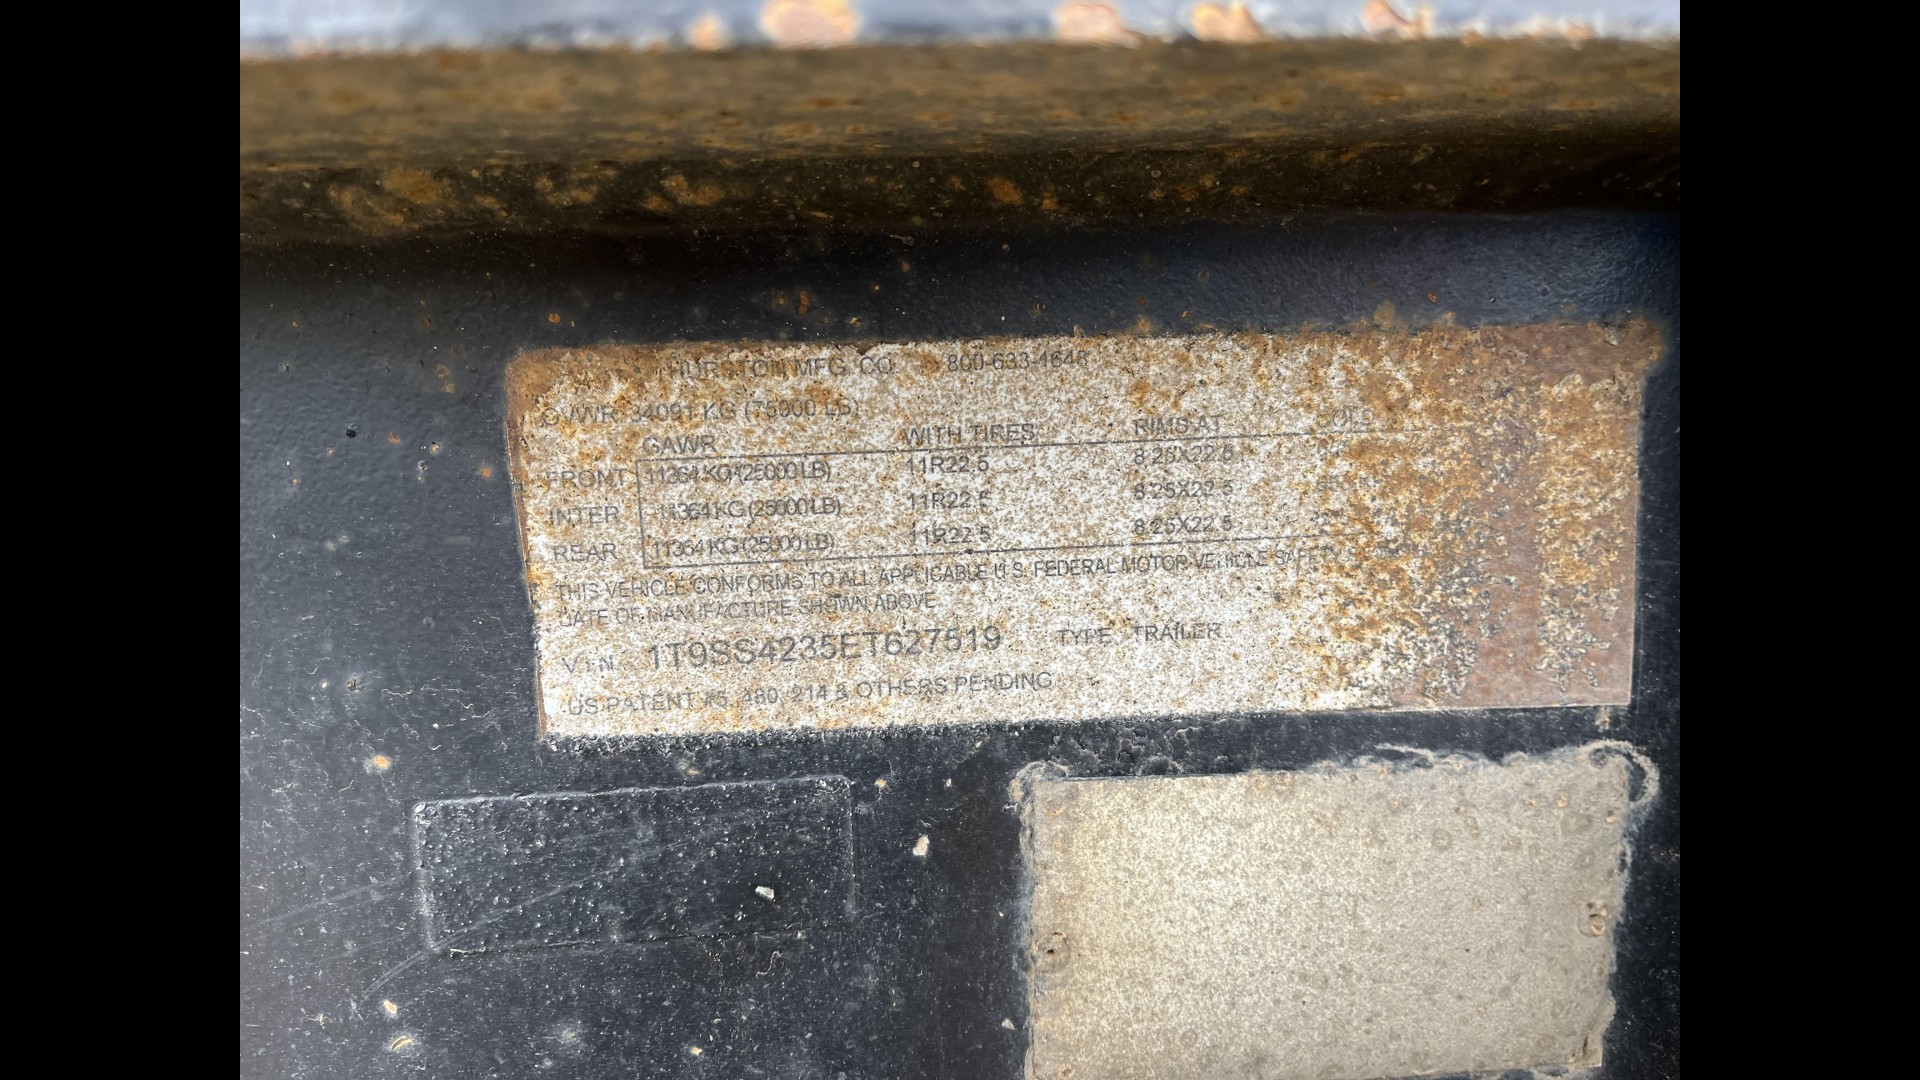 THURSTON MFG. CO 800-633-4648
GVWR 34091 KG (75000 LB)
GAWR WITH TIRES RIMS AT COLD
FRONT 11364 KG (25000 LB) 11R22.5 8.25X22.5
INTER 11364 KG (25000 LB) 11R22.5 8.25X22.5
REAR 11364 KG (25000 LB) 11R22.5 8.25X22.5
THIS VEHICLE CONFORMS TO ALL APPLICABLE U.S. FEDERAL MOTOR VEHICLE SAFETY
DATE OF MANUFACTURE SHOWN ABOVE
V.I.N. 1T9SS4235ET627519 TYPE TRAILER
US PATENT #5, 480, 214 & OTHERS PENDING